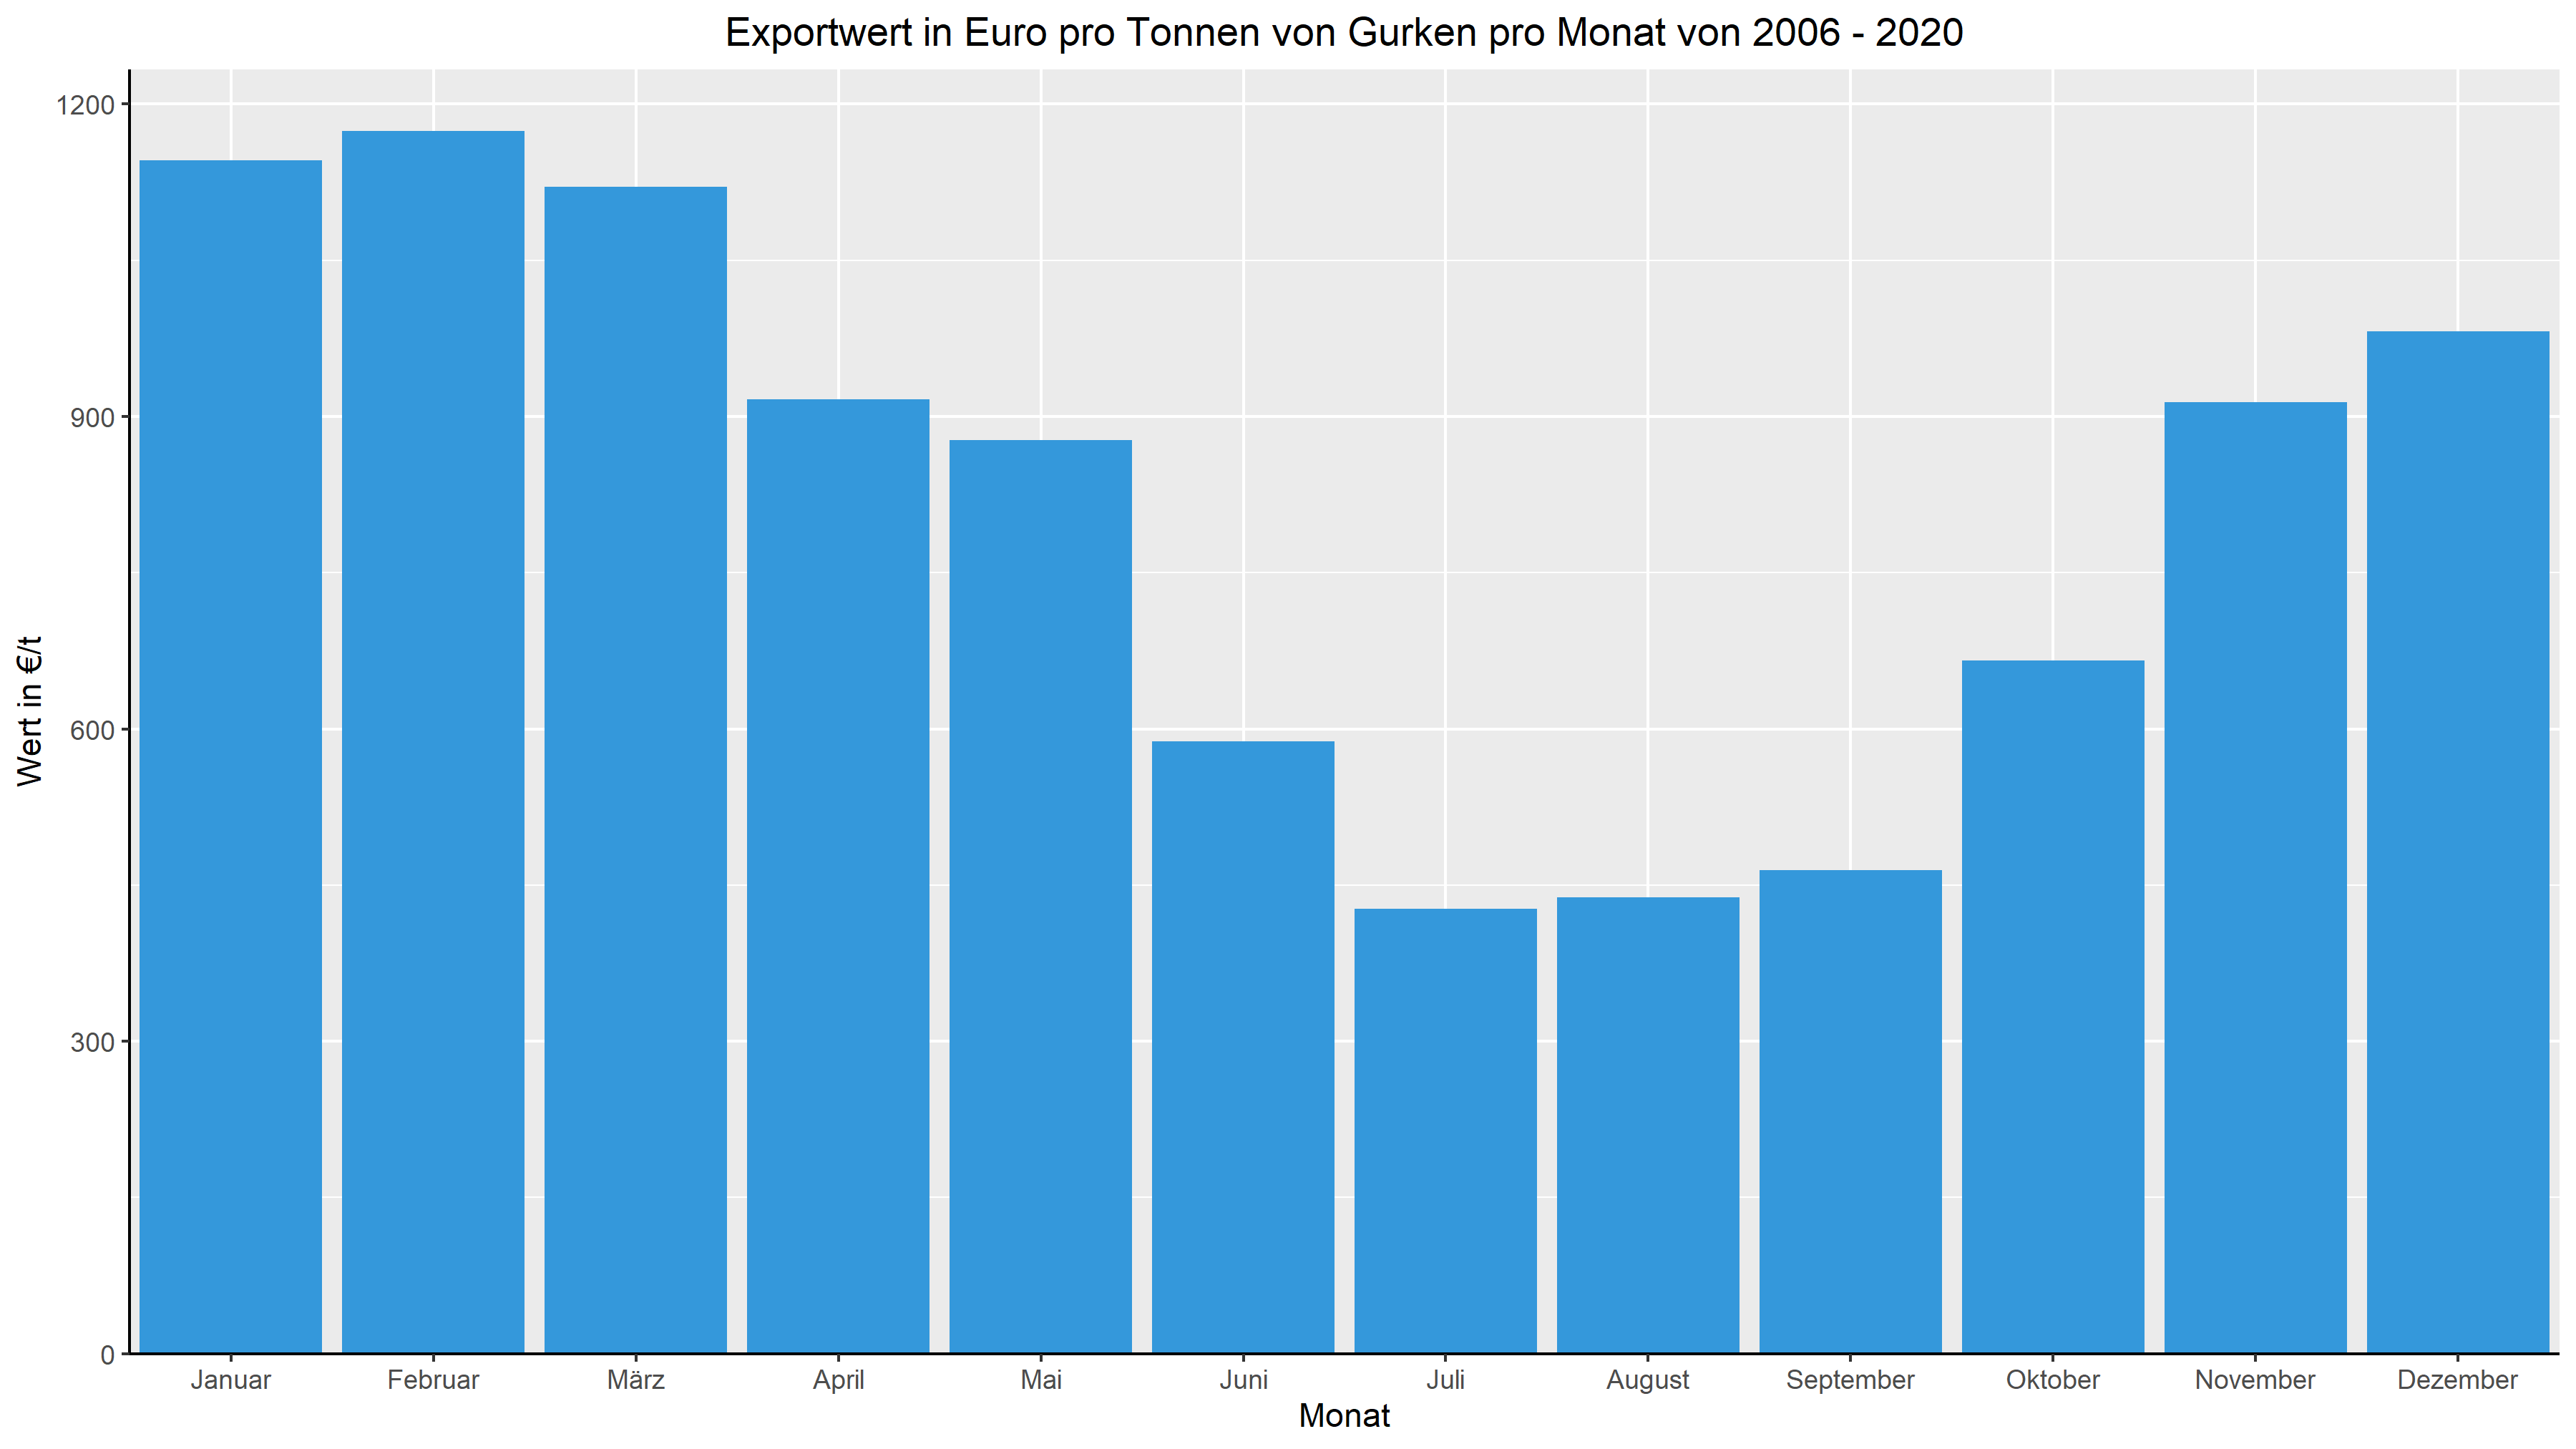 Exportwert in Euro pro Tonnen von Gurken pro Monat von 2006 - 2020
1200
900
600
300
0
Wert in €/t
Januar Februar März April Mai Juni Juli August September Oktober November Dezember
Monat